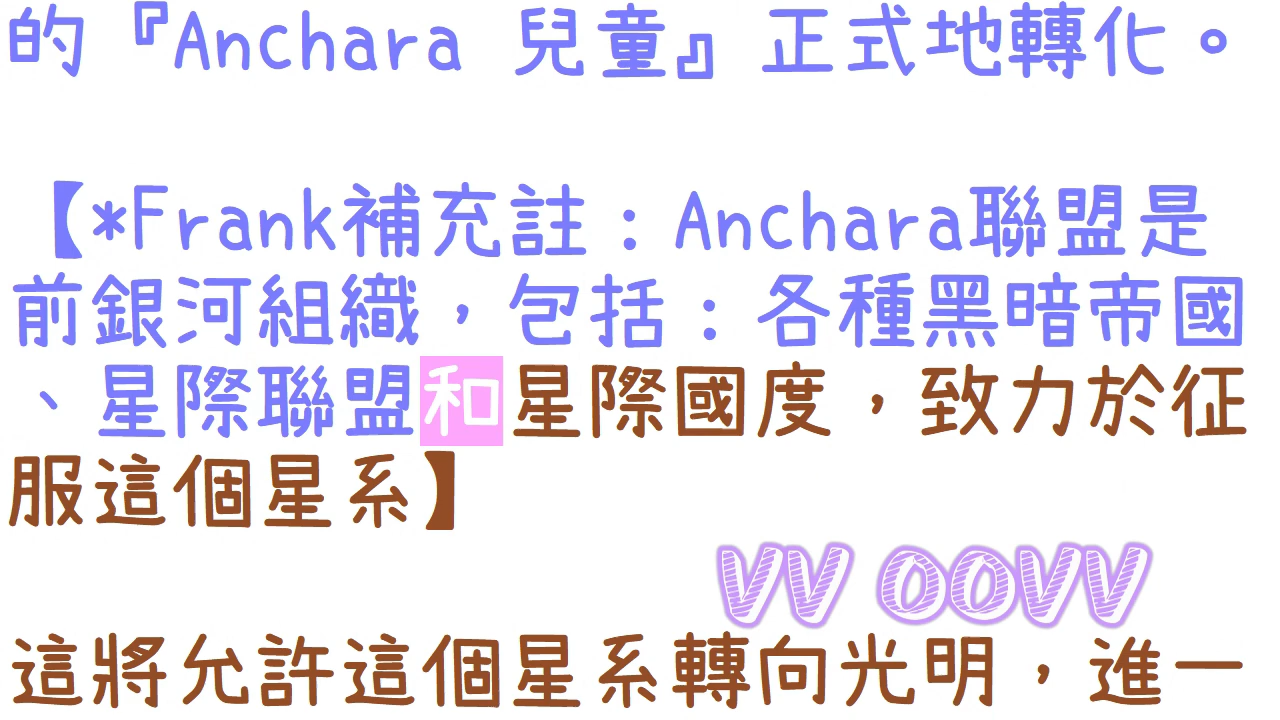 的『Anchara 兒童』正式地轉化。
【*Frank補充註：Anchara聯盟是
前銀河組織，包括：各種黑暗帝國
、星際聯盟和星際國度，致力於征
服這個星系】
VV OOVV
這將允許這個星系轉向光明，進一